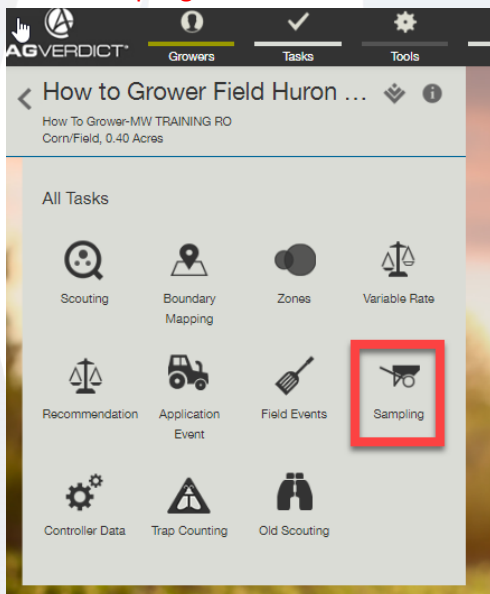 AGVERDICT
Growers Tasks Tools
How to Grower Field Huron ...
How To Grower-MW TRAINING RO
Corn/Field, 0.40 Acres
All Tasks
Scouting
Boundary
Mapping
Zones
Variable Rate
Recommendation
Application
Event
Field Events
Sampling
Controller Data
Trap Counting
Old Scouting